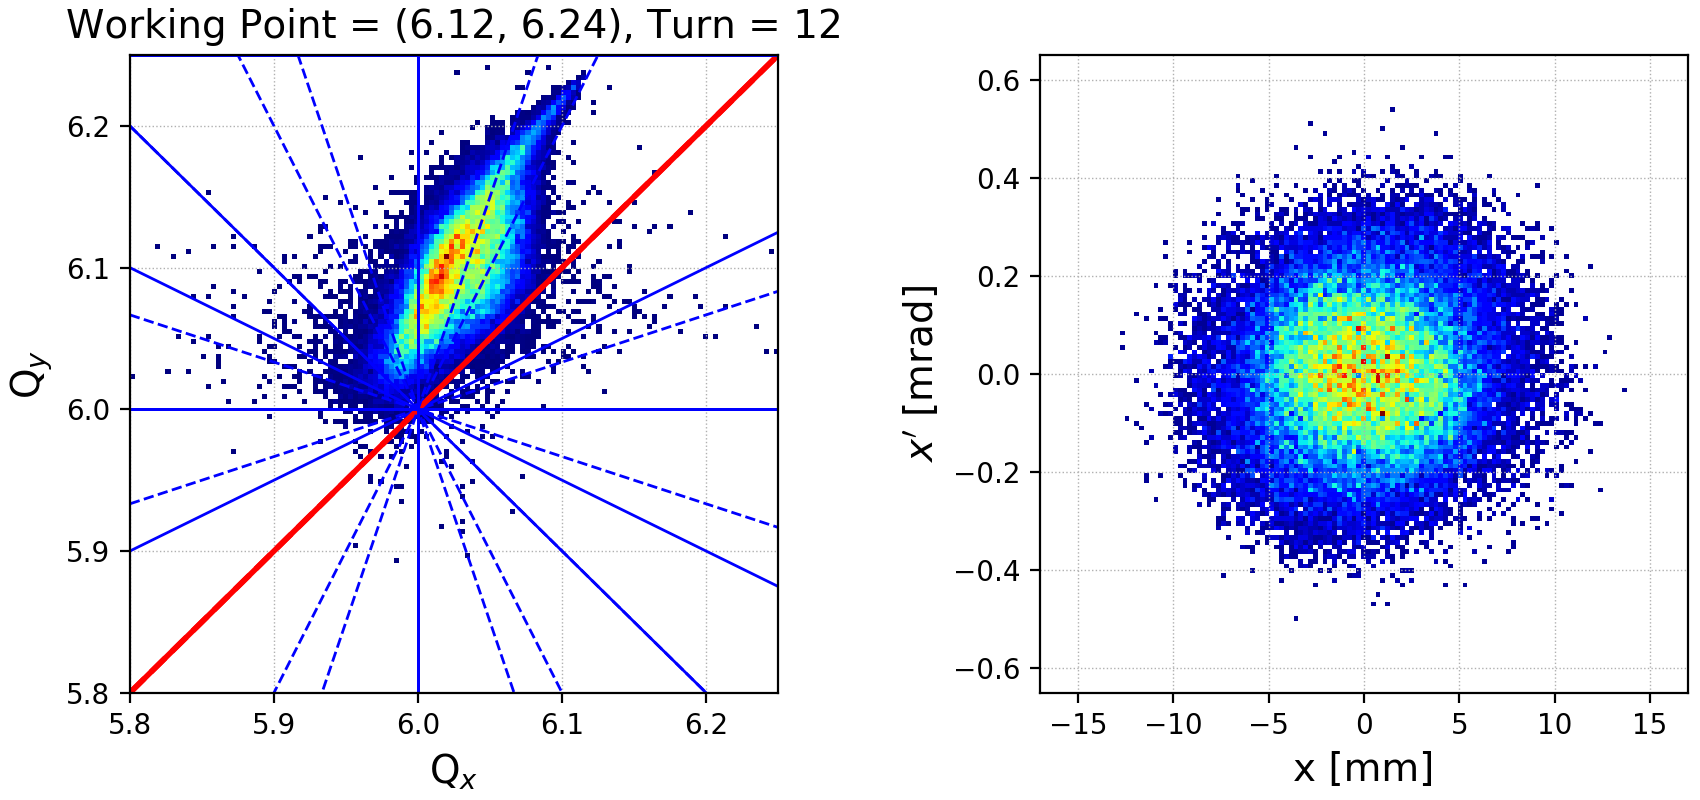 Working Point = (6.12, 6.24), Turn = 12
6.2
6.1
6.0
5.9
5.8
Q_y
5.8 5.9 6.0 6.1 6.2
Q_x
0.6
0.4
0.2
0.0
−0.2
−0.4
−0.6
x′ [mrad]
−15 −10 −5 0 5 10 15
x [mm]